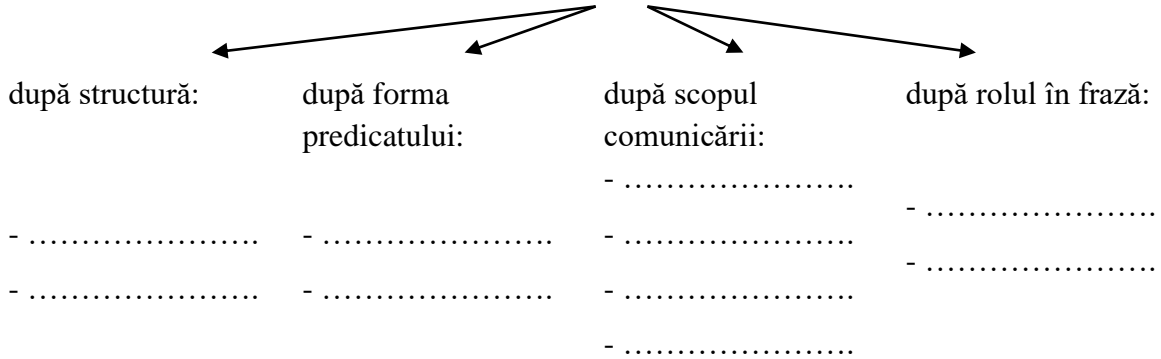 după structură:
- ………………….
- ………………….
după forma
predicatului:
- ………………….
- ………………….
după scopul
comunicării:
- ………………….
- ………………….
- ………………….
- ………………….
după rolul în frază:
- ………………….
- ………………….